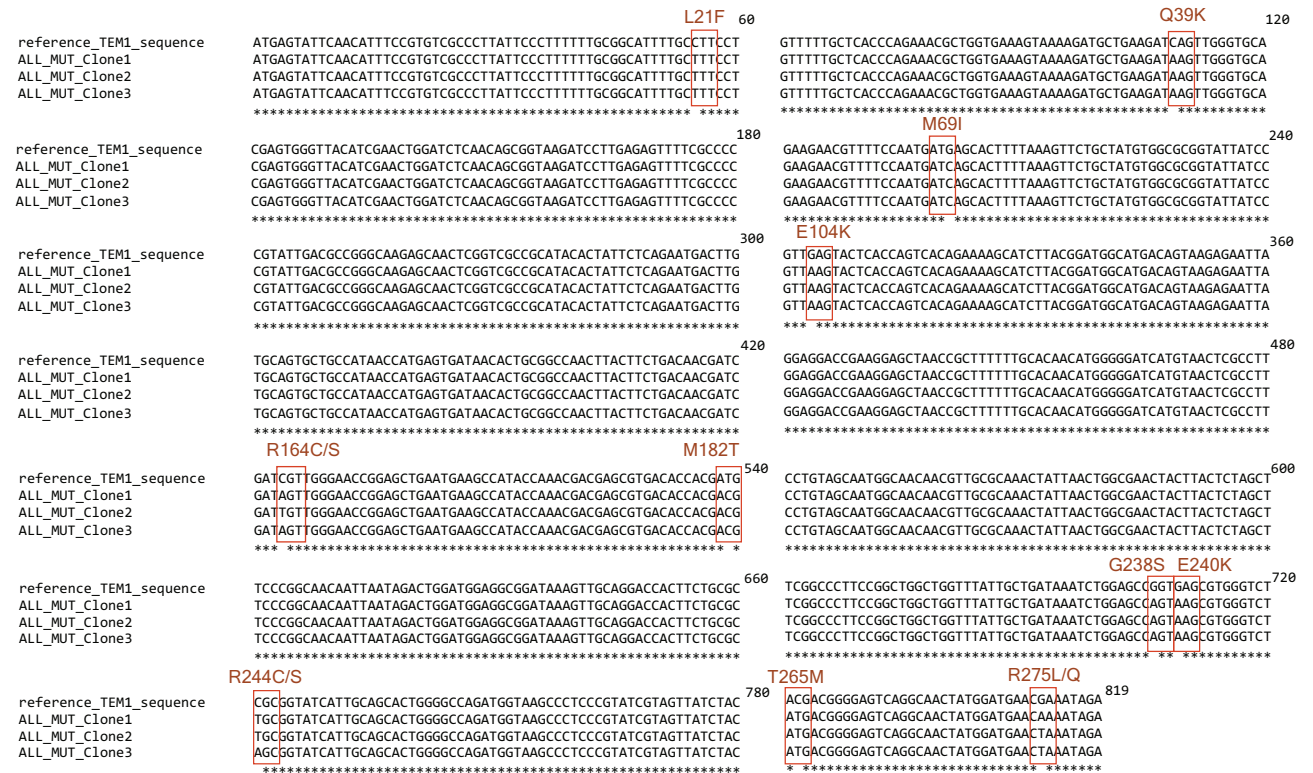 L21F 60 Q39K 120
reference_TEM1_sequence ATGAGTATTCAACATTTCCGTGTCGCCCTTATTCCCTTTTTTGCGGCATTTTGCCTTCCT GTTTTTGCTCACCCAGAAACGCTGGTGAAAGTAAAAGATGCTGAAGATCAGTTGGGTGCA
ALL_MUT_Clone1 ATGAGTATTCAACATTTCCGTGTCGCCCTTATTCCCTTTTTTGCGGCATTTTGCTTTCCT GTTTTTGCTCACCCAGAAACGCTGGTGAAAGTAAAAGATGCTGAAGATAAGTTGGGTGCA
ALL_MUT_Clone2 ATGAGTATTCAACATTTCCGTGTCGCCCTTATTCCCTTTTTTGCGGCATTTTGCTTTCCT GTTTTTGCTCACCCAGAAACGCTGGTGAAAGTAAAAGATGCTGAAGATAAGTTGGGTGCA
ALL_MUT_Clone3 ATGAGTATTCAACATTTCCGTGTCGCCCTTATTCCCTTTTTTGCGGCATTTTGCTTTCCT GTTTTTGCTCACCCAGAAACGCTGGTGAAAGTAAAAGATGCTGAAGATAAGTTGGGTGCA
****************************************************** ***** ************************************************ ***********
180 M69I 240
reference_TEM1_sequence CGAGTGGGTTACATCGAACTGGATCTCAACAGCGGTAAGATCCTTGAGAGTTTTCGCCCC GAAGAACGTTTTCCAATGATGAGCACTTTTAAAGTTCTGCTATGTGGCGCGGTATTATCC
ALL_MUT_Clone1 CGAGTGGGTTACATCGAACTGGATCTCAACAGCGGTAAGATCCTTGAGAGTTTTCGCCCC GAAGAACGTTTTCCAATGATCAGCACTTTTAAAGTTCTGCTATGTGGCGCGGTATTATCC
ALL_MUT_Clone2 CGAGTGGGTTACATCGAACTGGATCTCAACAGCGGTAAGATCCTTGAGAGTTTTCGCCCC GAAGAACGTTTTCCAATGATCAGCACTTTTAAAGTTCTGCTATGTGGCGCGGTATTATCC
ALL_MUT_Clone3 CGAGTGGGTTACATCGAACTGGATCTCAACAGCGGTAAGATCCTTGAGAGTTTTCGCCCC GAAGAACGTTTTCCAATGATCAGCACTTTTAAAGTTCTGCTATGTGGCGCGGTATTATCC
************************************************************ ******************** ***************************************
300 E104K 360
reference_TEM1_sequence CGTATTGACGCCGGGCAAGAGCAACTCGGTCGCCGCATACACTATTCTCAGAATGACTTG GTTGAGTACTCACCAGTCACAGAAAAGCATCTTACGGATGGCATGACAGTAAGAGAATTA
ALL_MUT_Clone1 CGTATTGACGCCGGGCAAGAGCAACTCGGTCGCCGCATACACTATTCTCAGAATGACTTG GTTAAGTACTCACCAGTCACAGAAAAGCATCTTACGGATGGCATGACAGTAAGAGAATTA
ALL_MUT_Clone2 CGTATTGACGCCGGGCAAGAGCAACTCGGTCGCCGCATACACTATTCTCAGAATGACTTG GTTAAGTACTCACCAGTCACAGAAAAGCATCTTACGGATGGCATGACAGTAAGAGAATTA
ALL_MUT_Clone3 CGTATTGACGCCGGGCAAGAGCAACTCGGTCGCCGCATACACTATTCTCAGAATGACTTG GTTAAGTACTCACCAGTCACAGAAAAGCATCTTACGGATGGCATGACAGTAAGAGAATTA
************************************************************ *** ********************************************************
420 480
reference_TEM1_sequence TGCAGTGCTGCCATAACCATGAGTGATAACACTGCGGCCAACTTACTTCTGACAACGATC GGAGGACCGAAGGAGCTAACCGCTTTTTTGCACAACATGGGGGATCATGTAACTCGCCTT
ALL_MUT_Clone1 TGCAGTGCTGCCATAACCATGAGTGATAACACTGCGGCCAACTTACTTCTGACAACGATC GGAGGACCGAAGGAGCTAACCGCTTTTTTGCACAACATGGGGGATCATGTAACTCGCCTT
ALL_MUT_Clone2 TGCAGTGCTGCCATAACCATGAGTGATAACACTGCGGCCAACTTACTTCTGACAACGATC GGAGGACCGAAGGAGCTAACCGCTTTTTTGCACAACATGGGGGATCATGTAACTCGCCTT
ALL_MUT_Clone3 TGCAGTGCTGCCATAACCATGAGTGATAACACTGCGGCCAACTTACTTCTGACAACGATC GGAGGACCGAAGGAGCTAACCGCTTTTTTGCACAACATGGGGGATCATGTAACTCGCCTT
************************************************************ ************************************************************
R164C/S M182T 540 600
reference_TEM1_sequence GATCGTTGGGAACCGGAGCTGAATGAAGCCATACCAAACGACGAGCGTGACACCACGATG CCTGTAGCAATGGCAACAACGTTGCGCAAACTATTAACTGGCGAACTACTTACTCTAGCT
ALL_MUT_Clone1 GATAGTTGGGAACCGGAGCTGAATGAAGCCATACCAAACGACGAGCGTGACACCACGACG CCTGTAGCAATGGCAACAACGTTGCGCAAACTATTAACTGGCGAACTACTTACTCTAGCT
ALL_MUT_Clone2 GATTGTTGGGAACCGGAGCTGAATGAAGCCATACCAAACGACGAGCGTGACACCACGACG CCTGTAGCAATGGCAACAACGTTGCGCAAACTATTAACTGGCGAACTACTTACTCTAGCT
ALL_MUT_Clone3 GATAGTTGGGAACCGGAGCTGAATGAAGCCATACCAAACGACGAGCGTGACACCACGACG CCTGTAGCAATGGCAACAACGTTGCGCAAACTATTAACTGGCGAACTACTTACTCTAGCT
*** ****************************************************** * ************************************************************
660 G238S E240K 720
reference_TEM1_sequence TCCCGGCAACAATTAATAGACTGGATGGAGGCGGATAAAGTTGCAGGACCACTTCTGCGC TCGGCCCTTCCGGCTGGCTGGTTTATTGCTGATAAATCTGGAGCCGGTGAGCGTGGGTCT
ALL_MUT_Clone1 TCCCGGCAACAATTAATAGACTGGATGGAGGCGGATAAAGTTGCAGGACCACTTCTGCGC TCGGCCCTTCCGGCTGGCTGGTTTATTGCTGATAAATCTGGAGCCAGTAAGCGTGGGTCT
ALL_MUT_Clone2 TCCCGGCAACAATTAATAGACTGGATGGAGGCGGATAAAGTTGCAGGACCACTTCTGCGC TCGGCCCTTCCGGCTGGCTGGTTTATTGCTGATAAATCTGGAGCCAGTAAGCGTGGGTCT
ALL_MUT_Clone3 TCCCGGCAACAATTAATAGACTGGATGGAGGCGGATAAAGTTGCAGGACCACTTCTGCGC TCGGCCCTTCCGGCTGGCTGGTTTATTGCTGATAAATCTGGAGCCAGTAAGCGTGGGTCT
************************************************************ ********************************************* ** ***********
R244C/S 780 T265M R275L/Q 819
reference_TEM1_sequence CGCGGTATCATTGCAGCACTGGGGCCAGATGGTAAGCCCTCCCGTATCGTAGTTATCTAC ACGACGGGGAGTCAGGCAACTATGGATGAACGAAATAGA
ALL_MUT_Clone1 TGCGGTATCATTGCAGCACTGGGGCCAGATGGTAAGCCCTCCCGTATCGTAGTTATCTAC ATGACGGGGAGTCAGGCAACTATGGATGAACAAAATAGA
ALL_MUT_Clone2 TGCGGTATCATTGCAGCACTGGGGCCAGATGGTAAGCCCTCCCGTATCGTAGTTATCTAC ATGACGGGGAGTCAGGCAACTATGGATGAACTAAATAGA
ALL_MUT_Clone3 AGCGGTATCATTGCAGCACTGGGGCCAGATGGTAAGCCCTCCCGTATCGTAGTTATCTAC ATGACGGGGAGTCAGGCAACTATGGATGAACTAAATAGA
*********************************************************** * ***************************** *******